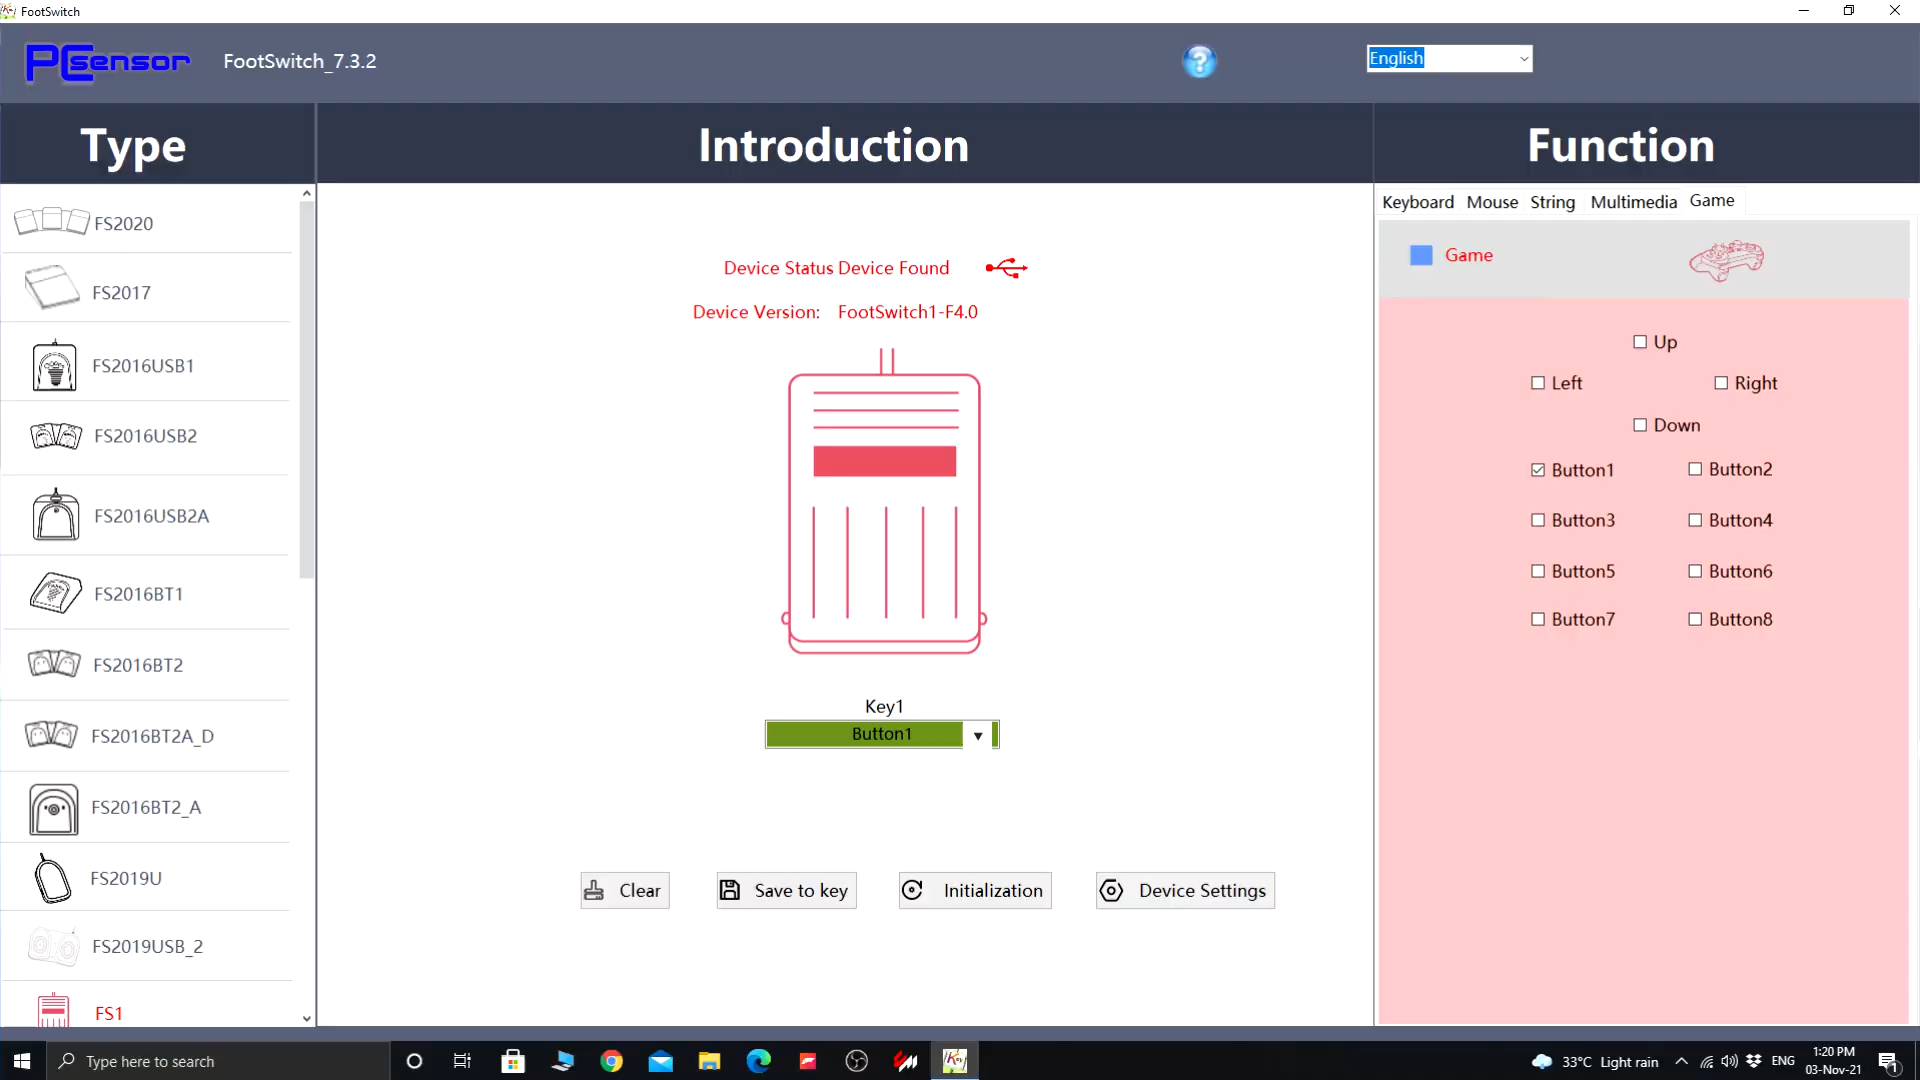 FootSwitch
PCsensor
FootSwitch_7.3.2
English
Type
Introduction
Function
FS2020
FS2017
FS2016USB1
FS2016USB2
FS2016USB2A
FS2016BT1
FS2016BT2
FS2016BT2A_D
FS2016BT2_A
FS2019U
FS2019USB_2
FS1
Device Status Device Found
Device Version: FootSwitch1-F4.0
Key1
Button1
Clear
Save to key
Initialization
Device Settings
Keyboard Mouse String Multimedia Game
Game
Up
Left Right
Down
Button1 Button2
Button3 Button4
Button5 Button6
Button7 Button8
Type here to search
33°C Light rain
ENG
1:20 PM
03-Nov-21
1